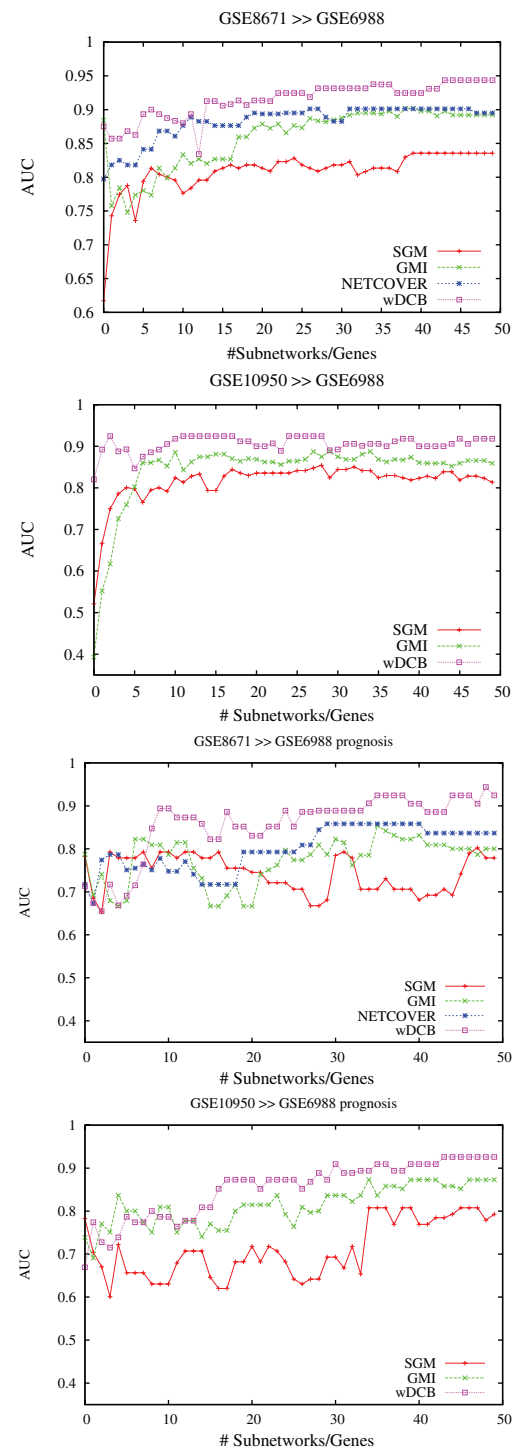 GSE8671 >> GSE6988
1
0.95
0.9
0.85
0.8
0.75
0.7
0.65
0.6
AUC
SGM
GMI
NETCOVER
wDCB
0 5 10 15 20 25 30 35 40 45 50
#Subnetworks/Genes
GSE10950 >> GSE6988
1
0.9
0.8
0.7
0.6
0.5
0.4
AUC
SGM
GMI
wDCB
0 5 10 15 20 25 30 35 40 45 50
# Subnetworks/Genes
GSE8671 >> GSE6988 prognosis
1
0.9
0.8
0.7
0.6
0.5
0.4
AUC
SGM
GMI
NETCOVER
wDCB
0 10 20 30 40 50
# Subnetworks/Genes
GSE10950 >> GSE6988 prognosis
1
0.9
0.8
0.7
0.6
0.5
0.4
AUC
SGM
GMI
wDCB
0 10 20 30 40 50
# Subnetworks/Genes